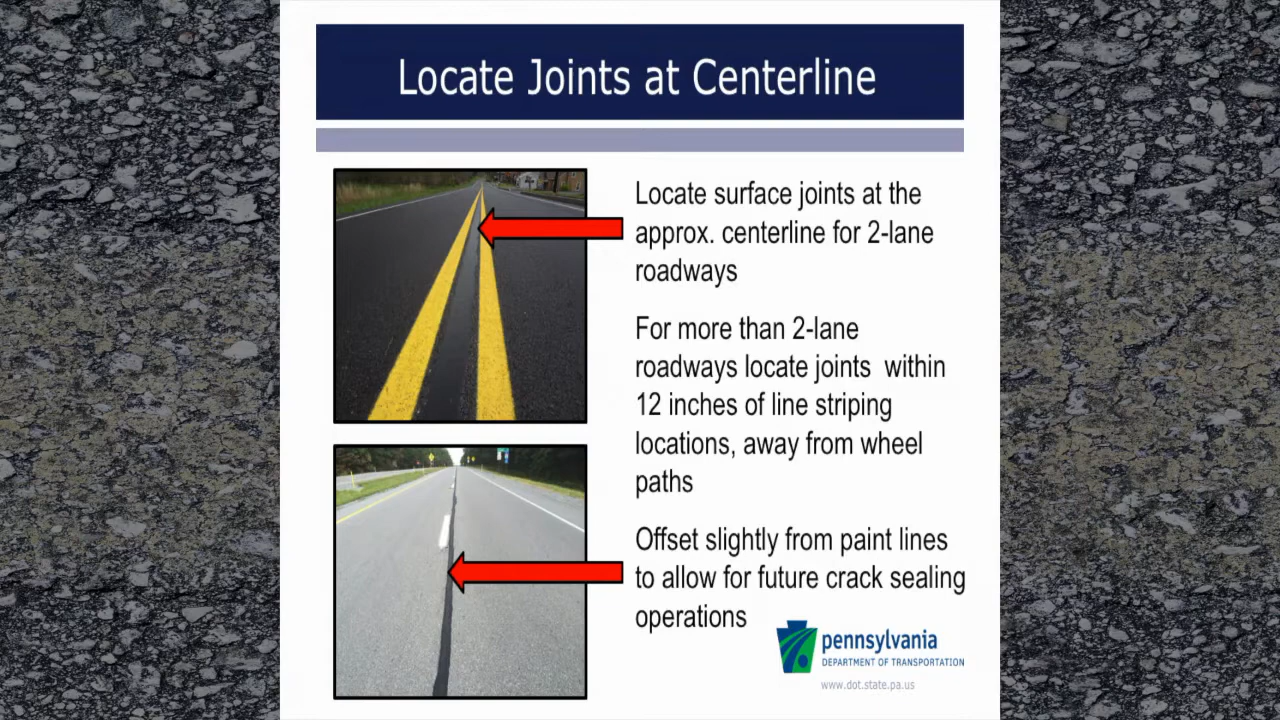 Locate Joints at Centerline
Locate surface joints at the
approx. centerline for 2-lane
roadways
For more than 2-lane
roadways locate joints within
12 inches of line striping
locations, away from wheel
paths
Offset slightly from paint lines
to allow for future crack sealing
operations
pennsylvania
DEPARTMENT OF TRANSPORTATION
www.dot.state.pa.us